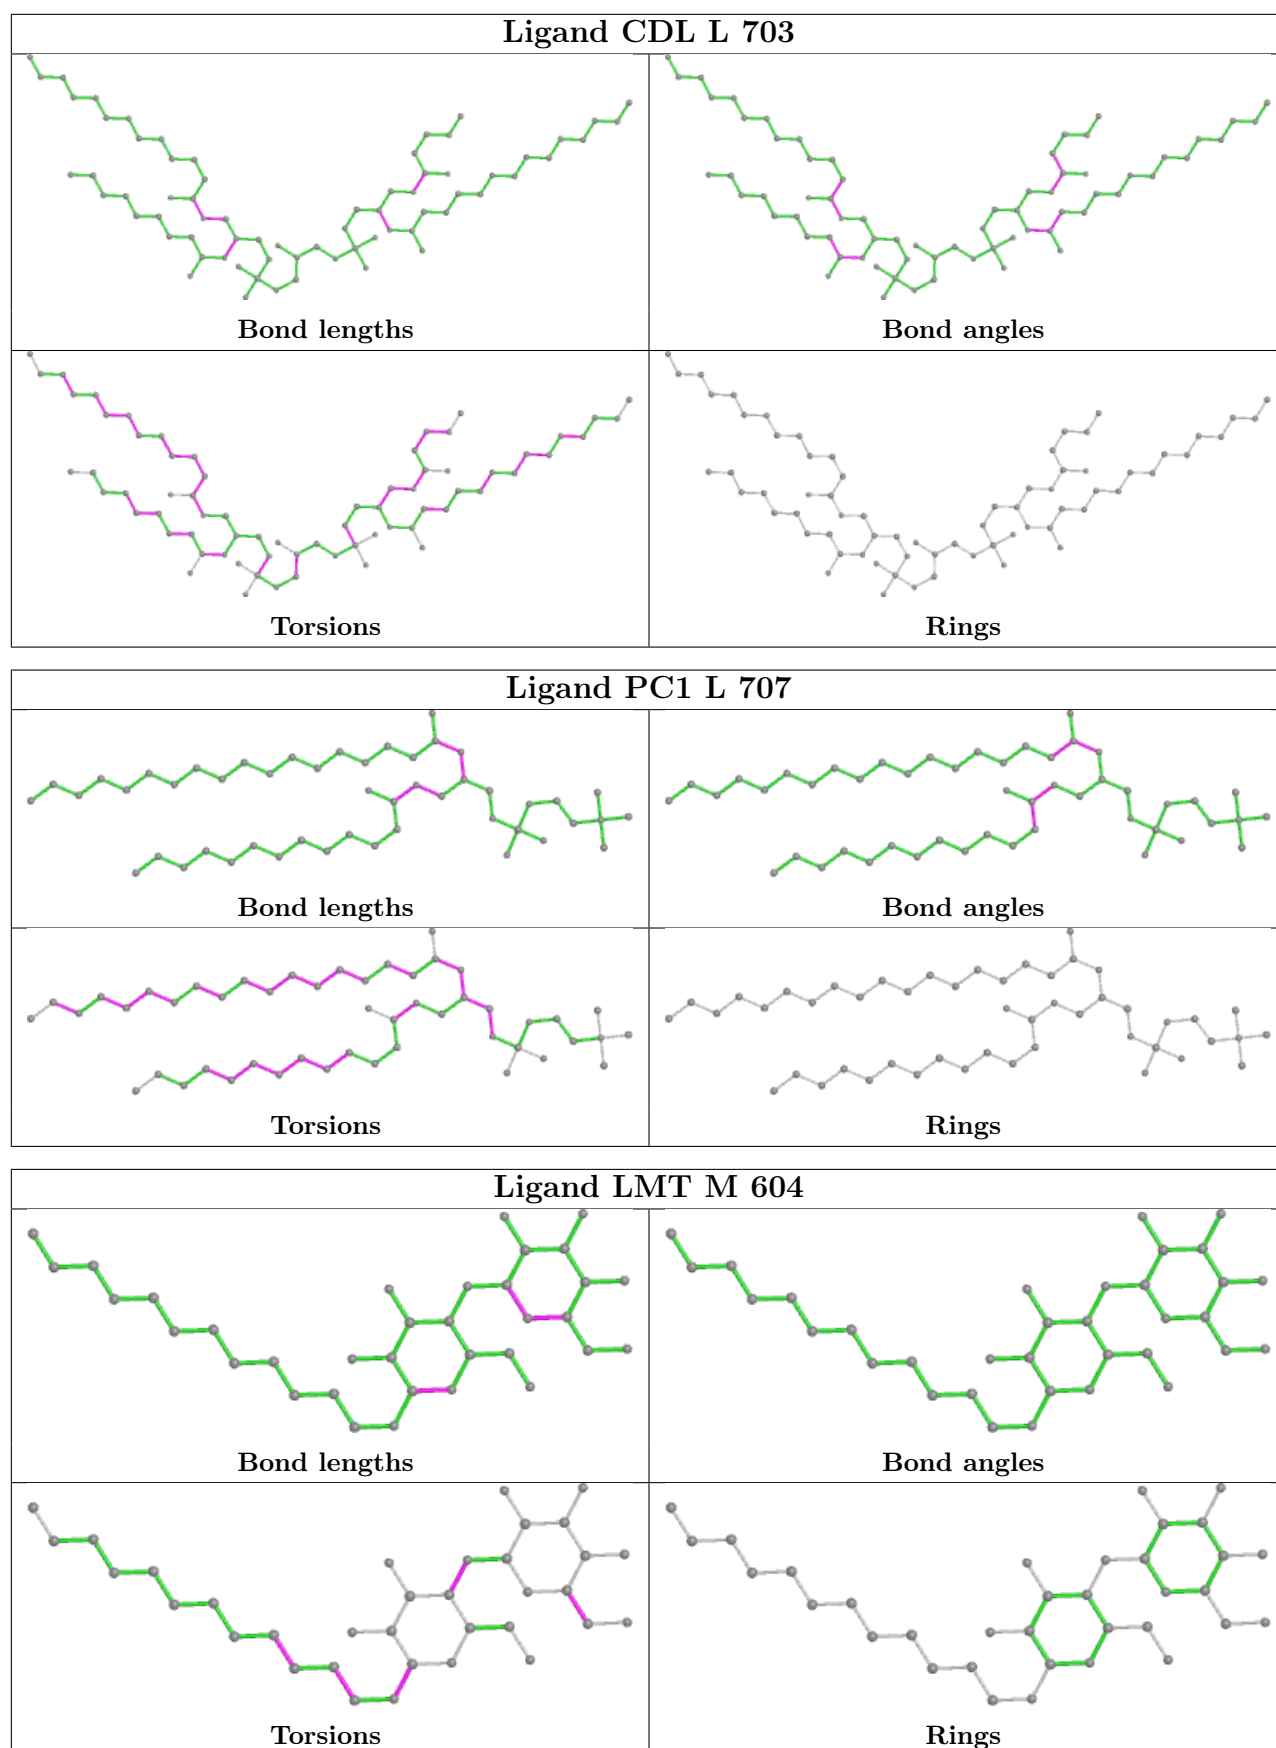 Ligand CDL L 703
Bond lengths
Bond angles
Torsions
Rings
Ligand PC1 L 707
Bond lengths
Bond angles
Torsions
Rings
Ligand LMT M 604
Bond lengths
Bond angles
Torsions
Rings